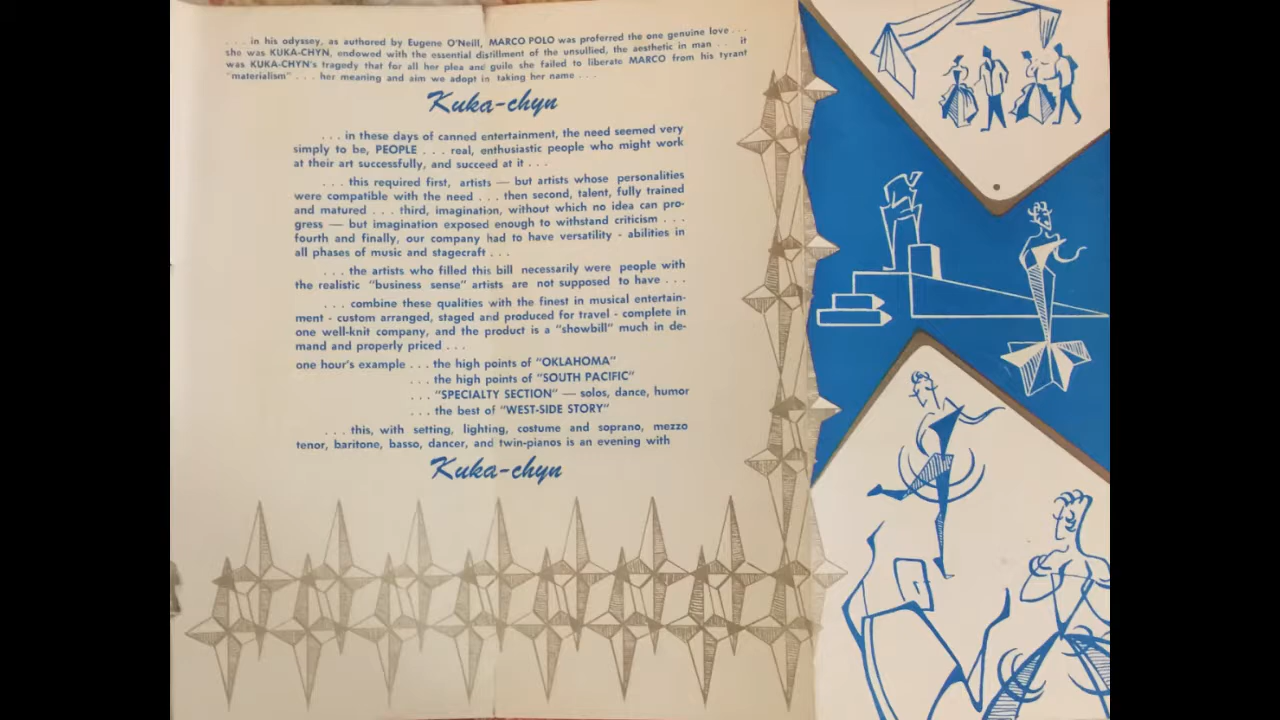 . . . in his odyssey, as authored by Eugene O'Neill, MARCO POLO was proferred the one genuine love . . .
she was KUKA-CHYN, endowed with the essential distillment of the unsullied, the aesthetic in man . . it
was KUKA-CHYN's tragedy that for all her plea and guile she failed to liberate MARCO from his tyrant
"materialism" . . . her meaning and aim we adopt in taking her name . . .
Kuka-chyn
. . . in these days of canned entertainment, the need seemed very
simply to be, PEOPLE . . . real, enthusiastic people who might work
at their art successfully, and succeed at it . . .
. . . this required first, artists — but artists whose personalities
were compatible with the need . . . then second, talent, fully trained
and matured . . . third, imagination, without which no idea can pro-
gress — but imagination exposed enough to withstand criticism . . .
fourth and finally, our company had to have versatility - abilities in
all phases of music and stagecraft . . .
. . . the artists who filled this bill necessarily were people with
the realistic "business sense" artists are not supposed to have . . .
. . . combine these qualities with the finest in musical entertain-
ment - custom arranged, staged and produced for travel - complete in
one well-knit company, and the product is a "showbill" much in de-
mand and properly priced . . .
one hour's example . . . the high points of "OKLAHOMA"
. . . the high points of "SOUTH PACIFIC"
. . . "SPECIALTY SECTION" — solos, dance, humor
. . . the best of "WEST-SIDE STORY"
. . . this, with setting, lighting, costume and soprano, mezzo
tenor, baritone, basso, dancer, and twin-pianos is an evening with
Kuka-chyn